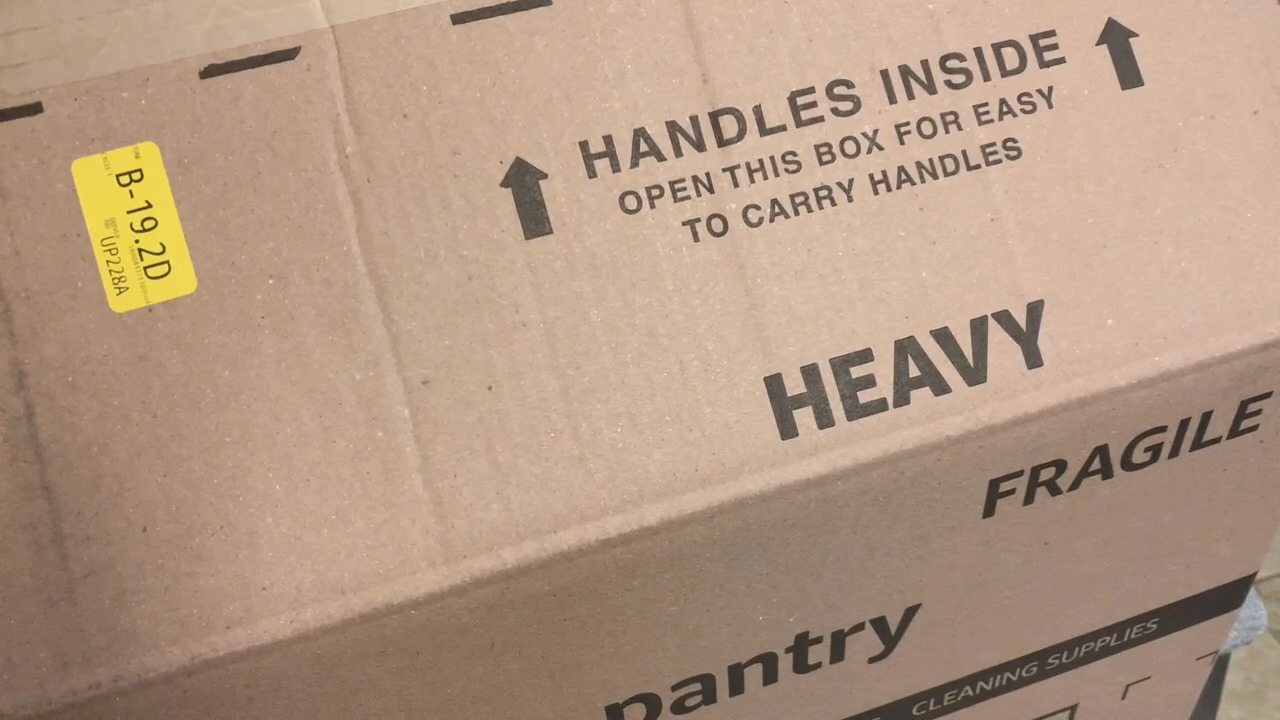 B-19.2D
UP228A
HANDLES INSIDE
OPEN THIS BOX FOR EASY
TO CARRY HANDLES
HEAVY
FRAGILE
pantry
CLEANING SUPPLIES